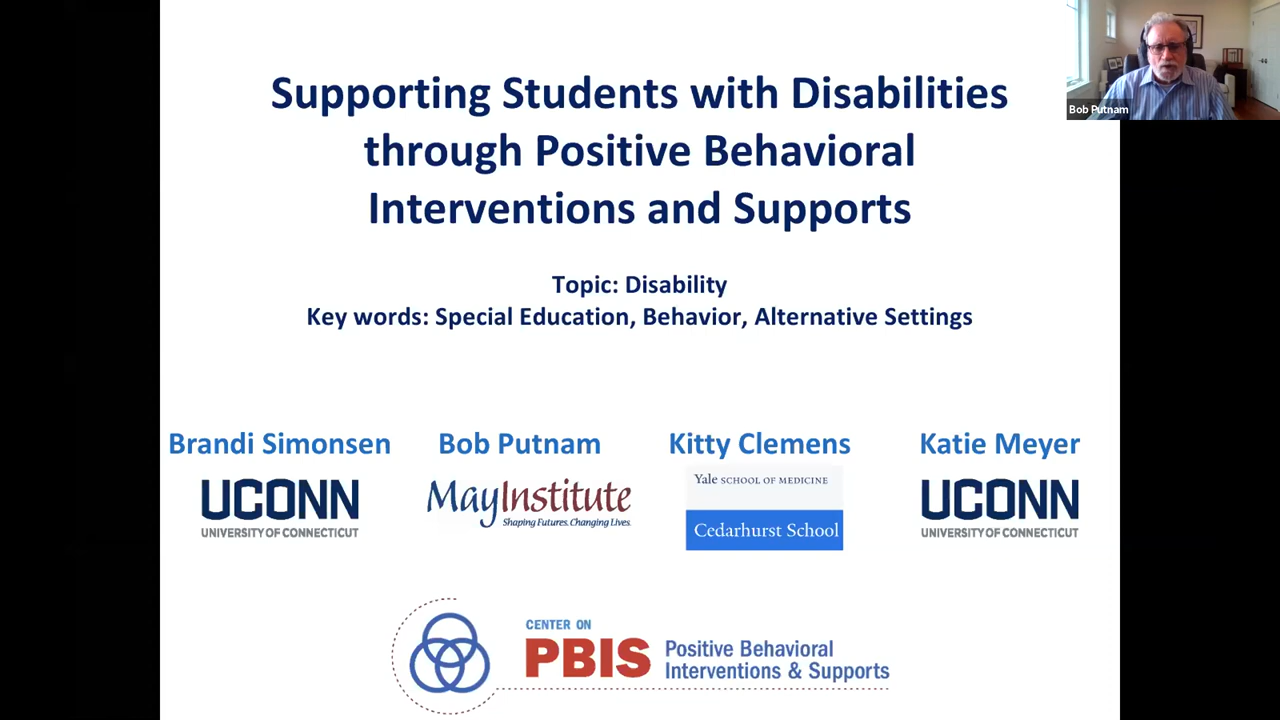 Supporting Students with Disabilities
through Positive Behavioral
Interventions and Supports
Bob Putnam
Topic: Disability
Key words: Special Education, Behavior, Alternative Settings
Brandi Simonsen
UCONN
UNIVERSITY OF CONNECTICUT
Bob Putnam
May Institute
Shaping Futures. Changing Lives.
Kitty Clemens
Yale SCHOOL OF MEDICINE
Cedarhurst School
Katie Meyer
UCONN
UNIVERSITY OF CONNECTICUT
CENTER ON
PBIS
Positive Behavioral
Interventions & Supports